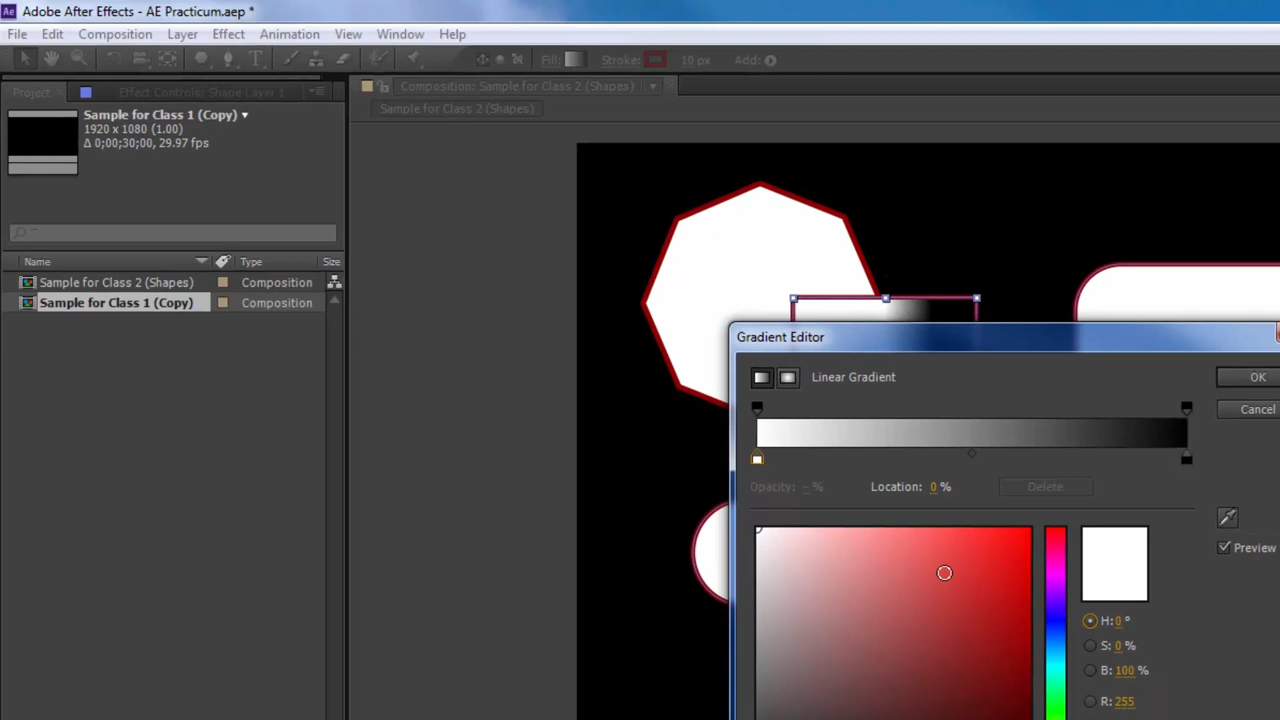 Adobe After Effects - AE Practicum.aep *
File Edit Composition Layer Effect Animation View Window Help
Fill: Stroke: 10 px Add:
Project Effect Controls: Shape Layer 1
Composition: Sample for Class 2 (Shapes)
Sample for Class 2 (Shapes)
Sample for Class 1 (Copy)
1920 x 1080 (1.00)
Δ 0;00;30;00, 29.97 fps
Name Type Size
Sample for Class 2 (Shapes) Composition
Sample for Class 1 (Copy) Composition
Gradient Editor
Linear Gradient
OK
Cancel
Opacity: - % Location: 0 % Delete
Preview
H: 0 °
S: 0 %
B: 100 %
R: 255